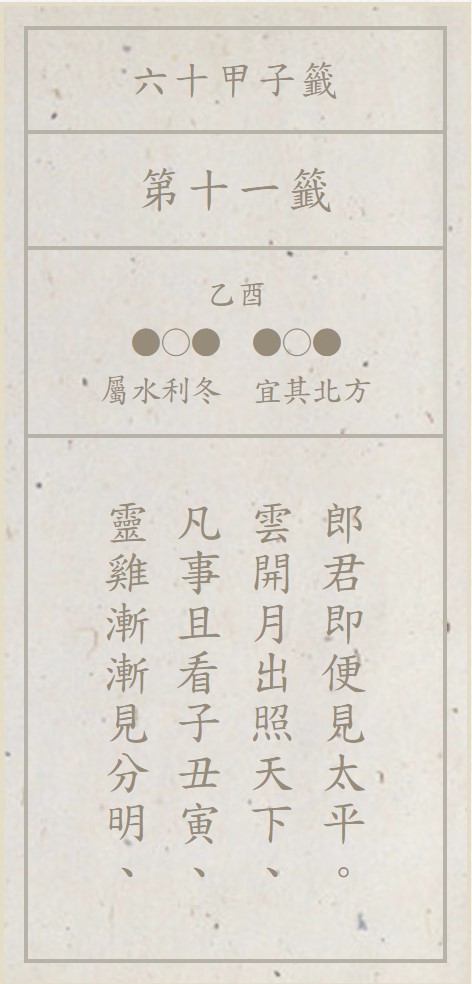 六十甲子籤
第十一籤
乙酉
●○● ●○●
屬水利冬 宜其北方
靈雞漸漸見分明、
凡事且看子丑寅、
雲開月出照天下、
郎君即便見太平。